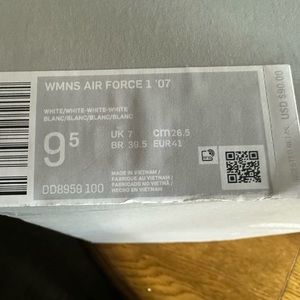 WMNS AIR FORCE 1 '07
WHITE/WHITE-WHITE-WHITE
BLANC/BLANC/BLANC/BLANC
9.5
UK 7 cm 26.5
BR 39.5 EUR 41
DD8959 100
MADE IN VIETNAM /
FABRIQUÉ AU VIETNAM /
FABRICADO NO VIETNÃ /
HECHO EN VIETNAM
USD $90.00